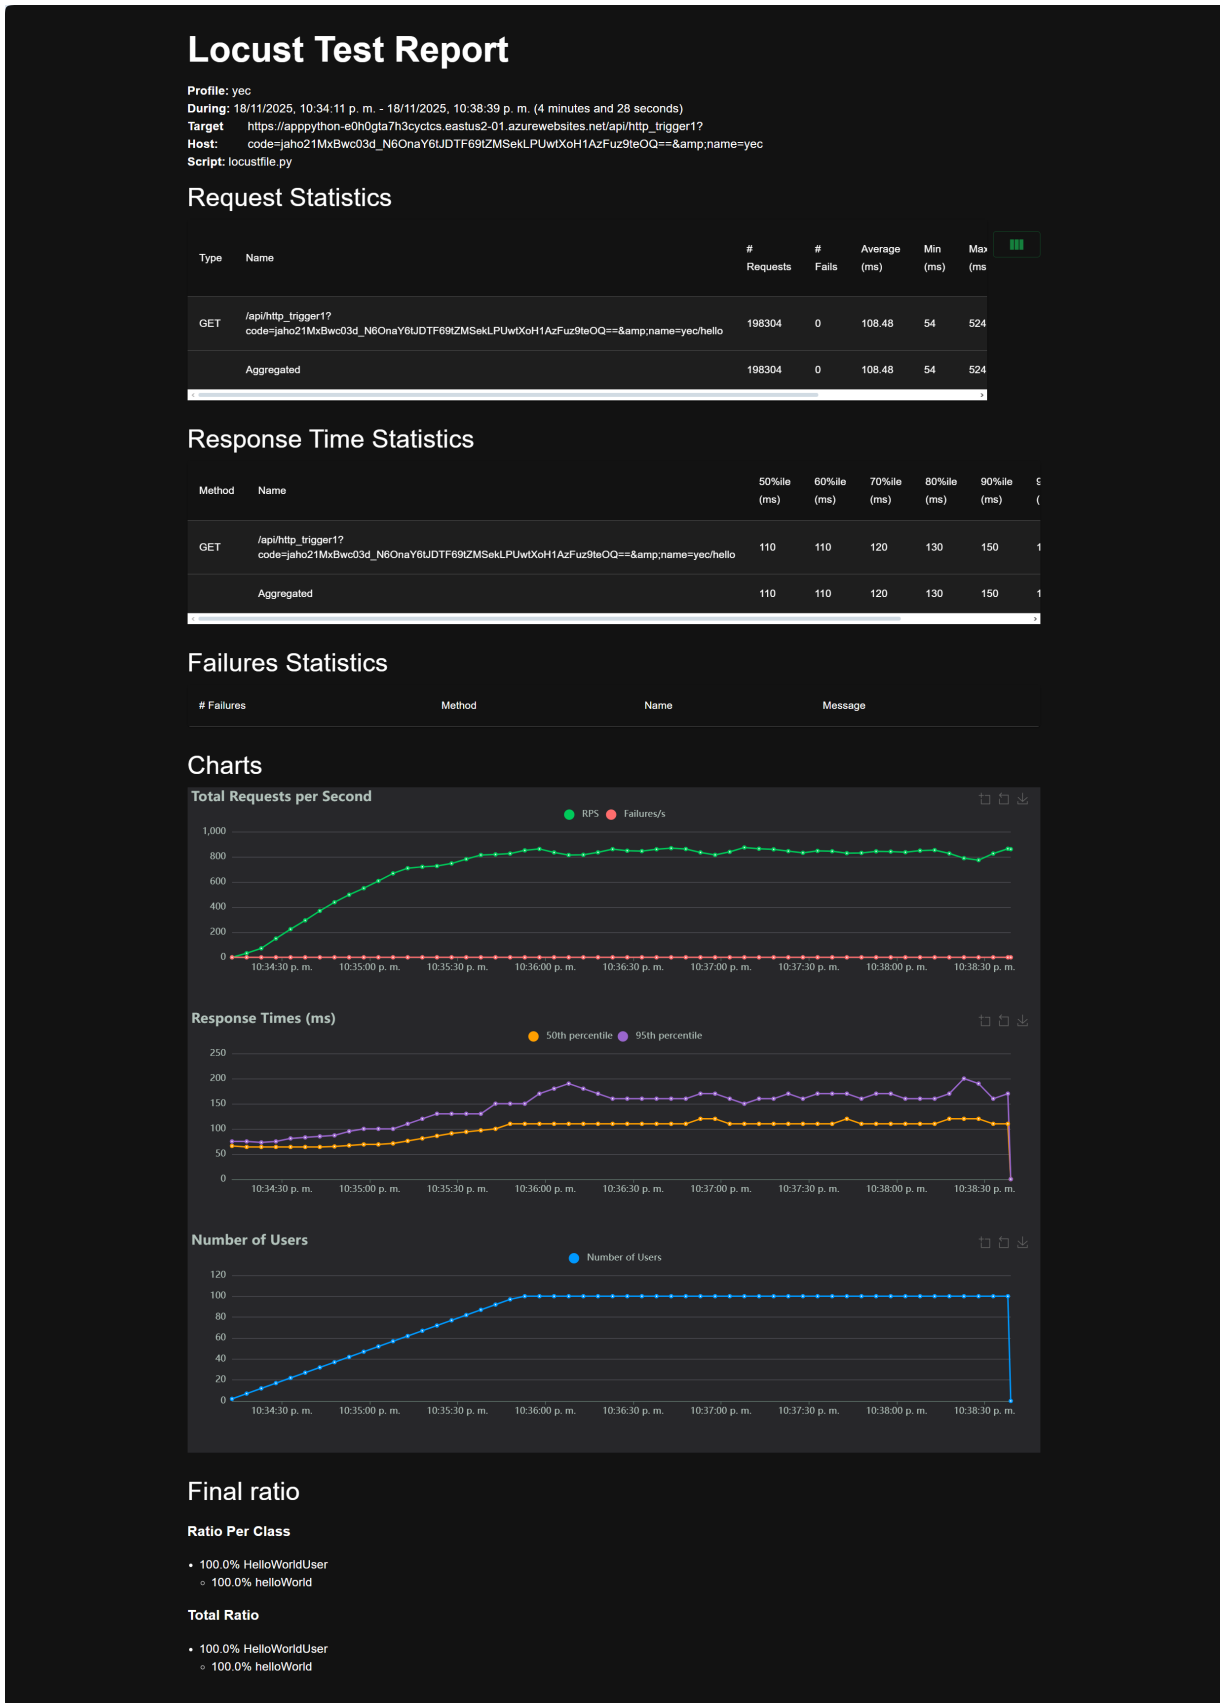 Locust Test Report
Profile: yec
During: 18/11/2025, 10:34:11 p. m. - 18/11/2025, 10:38:39 p. m. (4 minutes and 28 seconds)
Target Host: https://apppython-e0h0gta7h3cyctcs.eastus2-01.azurewebsites.net/api/http_trigger1?
code=jaho21MxBwc03d_N6OnaY6tJDTF69tZMSekLPUwtXoH1AzFuz9teOQ==&amp;name=yec
Script: locustfile.py
Request Statistics
Type Name # Requests # Fails Average (ms) Min (ms) Max (ms
GET /api/http_trigger1?
code=jaho21MxBwc03d_N6OnaY6tJDTF69tZMSekLPUwtXoH1AzFuz9teOQ==&amp;name=yec/hello 198304 0 108.48 54 524
Aggregated 198304 0 108.48 54 524
Response Time Statistics
Method Name 50%ile (ms) 60%ile (ms) 70%ile (ms) 80%ile (ms) 90%ile (ms) 9 (
GET /api/http_trigger1?
code=jaho21MxBwc03d_N6OnaY6tJDTF69tZMSekLPUwtXoH1AzFuz9teOQ==&amp;name=yec/hello 110 110 120 130 150 1
Aggregated 110 110 120 130 150 1
Failures Statistics
# Failures Method Name Message
Charts
Total Requests per Second
RPS Failures/s
1,000
800
600
400
200
0
10:34:30 p. m. 10:35:00 p. m. 10:35:30 p. m. 10:36:00 p. m. 10:36:30 p. m. 10:37:00 p. m. 10:37:30 p. m. 10:38:00 p. m. 10:38:30 p. m.
Response Times (ms)
50th percentile 95th percentile
250
200
150
100
50
0
10:34:30 p. m. 10:35:00 p. m. 10:35:30 p. m. 10:36:00 p. m. 10:36:30 p. m. 10:37:00 p. m. 10:37:30 p. m. 10:38:00 p. m. 10:38:30 p. m.
Number of Users
Number of Users
120
100
80
60
40
20
0
10:34:30 p. m. 10:35:00 p. m. 10:35:30 p. m. 10:36:00 p. m. 10:36:30 p. m. 10:37:00 p. m. 10:37:30 p. m. 10:38:00 p. m. 10:38:30 p. m.
Final ratio
Ratio Per Class
• 100.0% HelloWorldUser
◦ 100.0% helloWorld
Total Ratio
• 100.0% HelloWorldUser
◦ 100.0% helloWorld